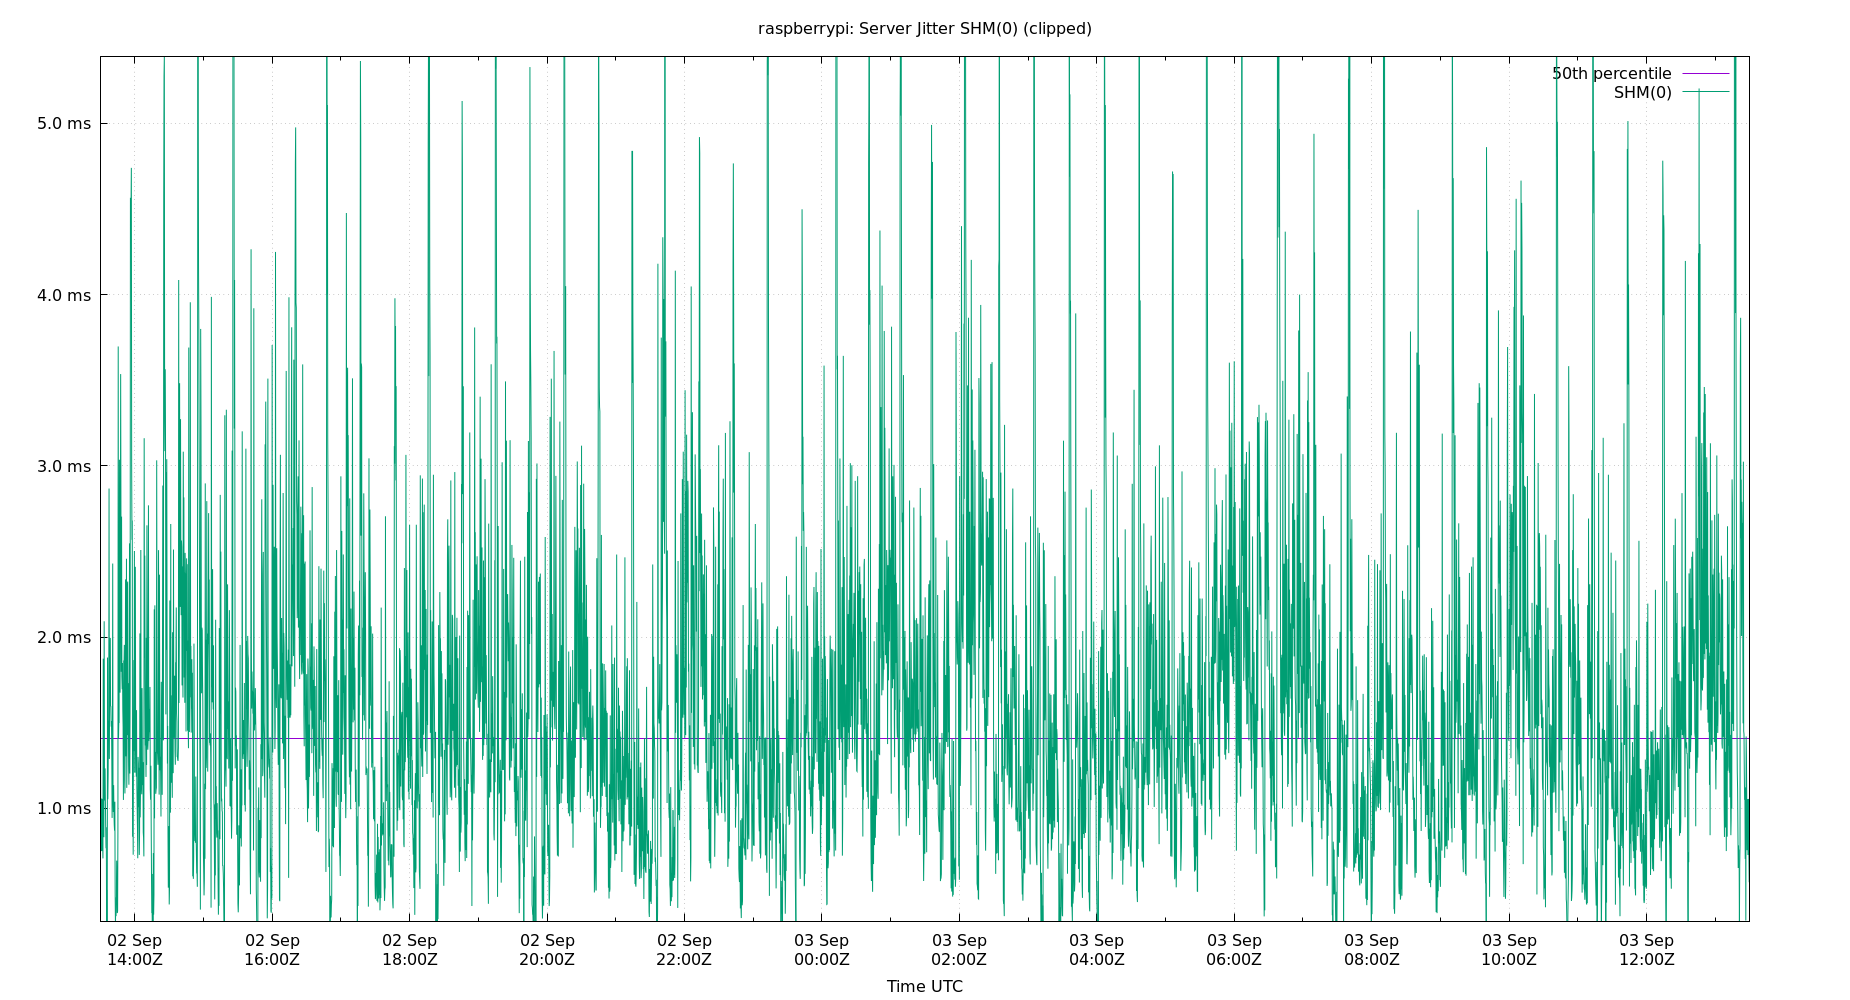 raspberrypi: Server Jitter SHM(0) (clipped)
50th percentile
SHM(0)
5.0 ms
4.0 ms
3.0 ms
2.0 ms
1.0 ms
02 Sep 02 Sep 02 Sep 02 Sep 02 Sep 03 Sep 03 Sep 03 Sep 03 Sep 03 Sep 03 Sep 03 Sep
14:00Z 16:00Z 18:00Z 20:00Z 22:00Z 00:00Z 02:00Z 04:00Z 06:00Z 08:00Z 10:00Z 12:00Z
Time UTC